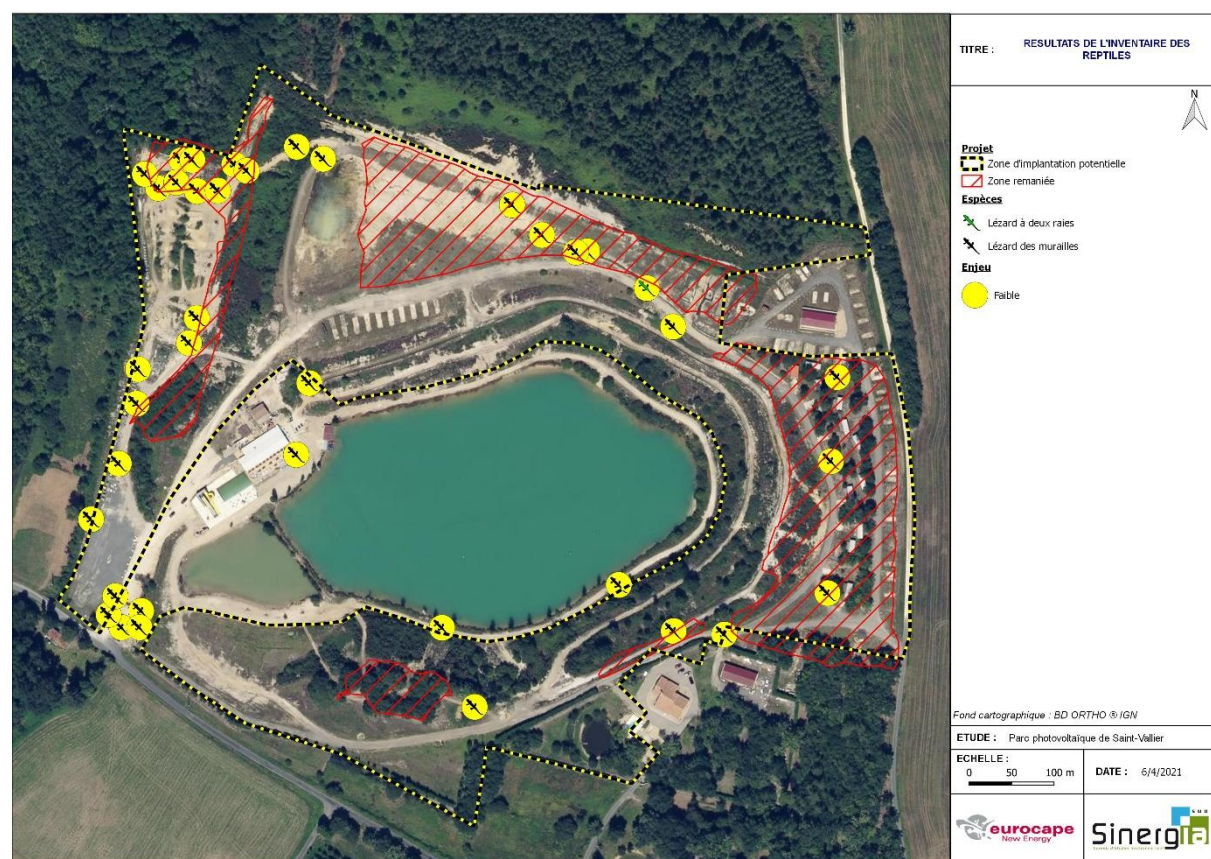 TITRE :
RESULTATS DE L'INVENTAIRE DES
REPTILES
N
Projet
Zone d'implantation potentielle
Zone remaniée
Espèces
Lézard à deux raies
Lézard des murailles
Enjeu
Faible
Fond cartographique : BD ORTHO ® IGN
ETUDE : Parc photovoltaïque de Saint-Vallier
ECHELLE :
0 50 100 m
DATE : 6/4/2021
eurocape
New Energy
sud
Sinergia